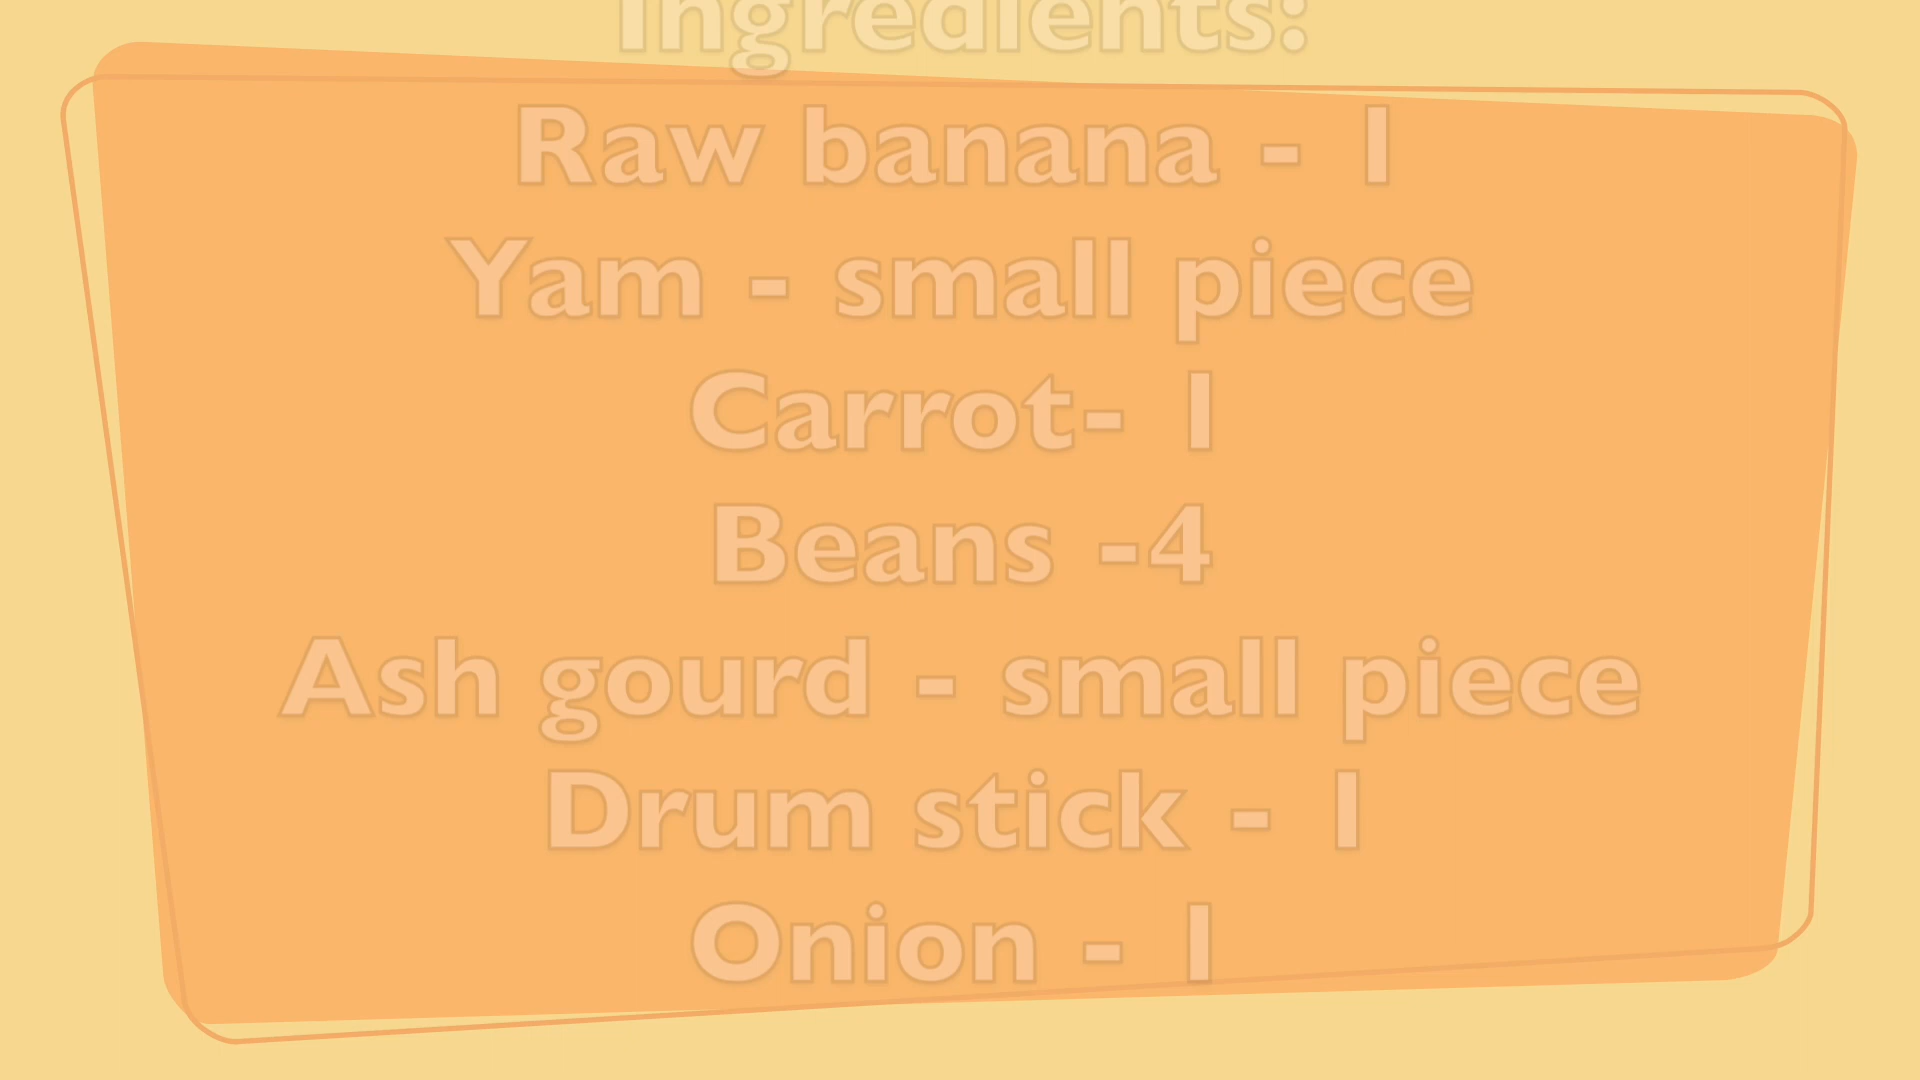 Ingredients:
Raw banana - 1
Yam - small piece
Carrot- 1
Beans -4
Ash gourd - small piece
Drum stick - 1
Onion - 1